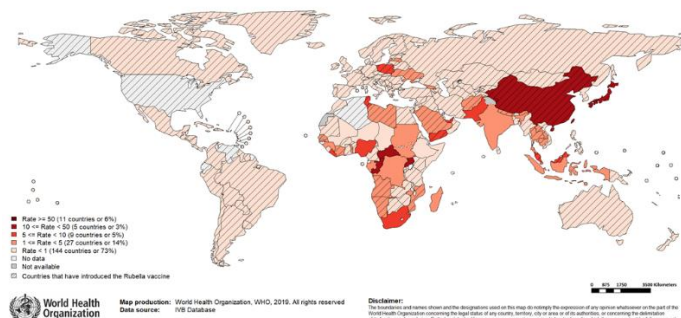 Rate >= 50 (11 countries or 6%)
10 <= Rate < 50 (5 countries or 3%)
5 <= Rate < 10 (9 countries or 5%)
1 <= Rate < 5 (27 countries or 14%)
Rate < 1 (144 countries or 73%)
No data
Not available
Countries that have introduced the Rubella vaccine
0 875 1750 3500 Kilometers
World Health
Organization
Map production: World Health Organization, WHO, 2019. All rights reserved
Data source: IVB Database
Disclaimer:
The boundaries and names shown and the designations used on this map do not imply the expression of any opinion whatsoever on the part of the
World Health Organization concerning the legal status of any country, territory, city or area or of its authorities, or concerning the delimitation